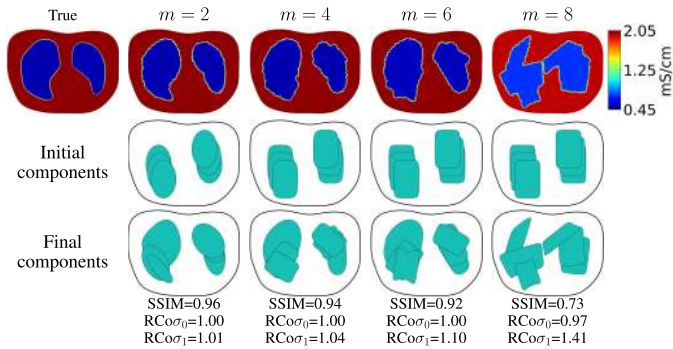 True
m = 2
m = 4
m = 6
m = 8
2.05
1.25
0.45
mS/cm
Initial
components
Final
components
SSIM=0.96
RCoσ₀=1.00
RCoσ₁=1.01
SSIM=0.94
RCoσ₀=1.00
RCoσ₁=1.04
SSIM=0.92
RCoσ₀=1.00
RCoσ₁=1.10
SSIM=0.73
RCoσ₀=0.97
RCoσ₁=1.41